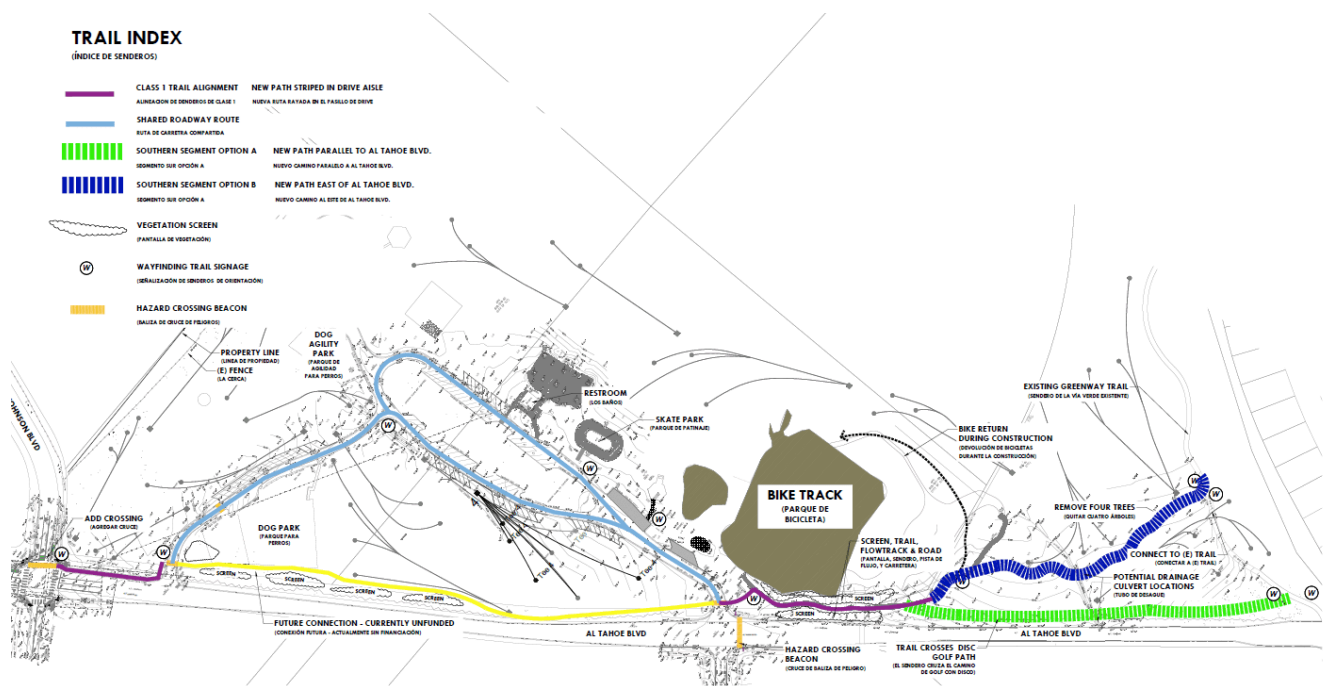 TRAIL INDEX
(ÍNDICE DE SENDEROS)
CLASS 1 TRAIL ALIGNMENT NEW PATH STRIPED IN DRIVE AISLE
ALINEACION DE DENDEROS DE CLASE 1 NUEVA RUTA RAYADA EN EL PASILLO DE DRIVE
SHARED ROADWAY ROUTE
RUTA DE CARRETRA COMPARTIDA
SOUTHERN SEGMENT OPTION A NEW PATH PARALLEL TO AL TAHOE BLVD.
SEGMENTO SUR OPCIÓN A NUEVO CAMINO PARALELO A AL TAHOE BLVD.
SOUTHERN SEGMENT OPTION B NEW PATH EAST OF AL TAHOE BLVD.
SEGMENTO SUR OPCIÓN A NUEVO CAMINO AL ESTE DE AL TAHOE BLVD.
VEGETATION SCREEN
(PANTALLA DE VEGETACIÓN)
W
WAYFINDING TRAIL SIGNAGE
(SEÑALIZACIÓN DE SENDEROS DE ORIENTACIÓN)
HAZARD CROSSING BEACON
(BALIZA DE CRUCE DE PELIGROS)
PROPERTY LINE
(LINEA DE PROPIEDAD)
(E) FENCE
(LA CERCA)
DOG
AGILITY
PARK
(PARQUE DE
AGILIDAD
PARA PERROS)
RESTROOM
(LOS BAÑOS)
SKATE PARK
(PARQUE DE PATINAJE)
EXISTING GREENWAY TRAIL
(SENDERO DE LA VÍA VERDE EXISTENTE)
BIKE RETURN
DURING CONSTRUCTION
(DEVOLUCIÓN DE BICICLETAS
DURANTE LA CONSTRUCCIÓN)
JOHNSON BLVD
W
W
W
W
BIKE TRACK
(PARQUE DE
BICICLETA)
REMOVE FOUR TREES
(QUITAR CUATRO ÁRBOLES)
ADD CROSSING
(AGREDAR CRUCE)
W
DOG PARK
(PARQUE PARA
PERROS)
SCREEN, TRAIL,
FLOWTRACK & ROAD
(PANTALLA, SENDERO, PISTA DE
FLUJO, Y CARRETERA)
CONNECT TO (E) TRAIL
(CONECTAR A (E) TRAIL)
W
W
SCREEN
SCREEN
SCREEN
SCREEN
W
POTENTIAL DRAINAGE
CULVERT LOCATIONS
(TUBO DE DESAGUE)
W
W
W
SCREEN
SCREEN
FUTURE CONNECTION - CURRENTLY UNFUNDED
(CONEXIÓN FUTURA - ACTUALMENTE SIN FINANCIACIÓN)
AL TAHOE BLVD
AL TAHOE BLVD
HAZARD CROSSING
BEACON
(CRUCE DE BALIZA DE PELIGRO)
TRAIL CROSSES DISC
GOLF PATH
(EL SENDERO CRUZA EL CAMINO
DE GOLF CON DISCO)